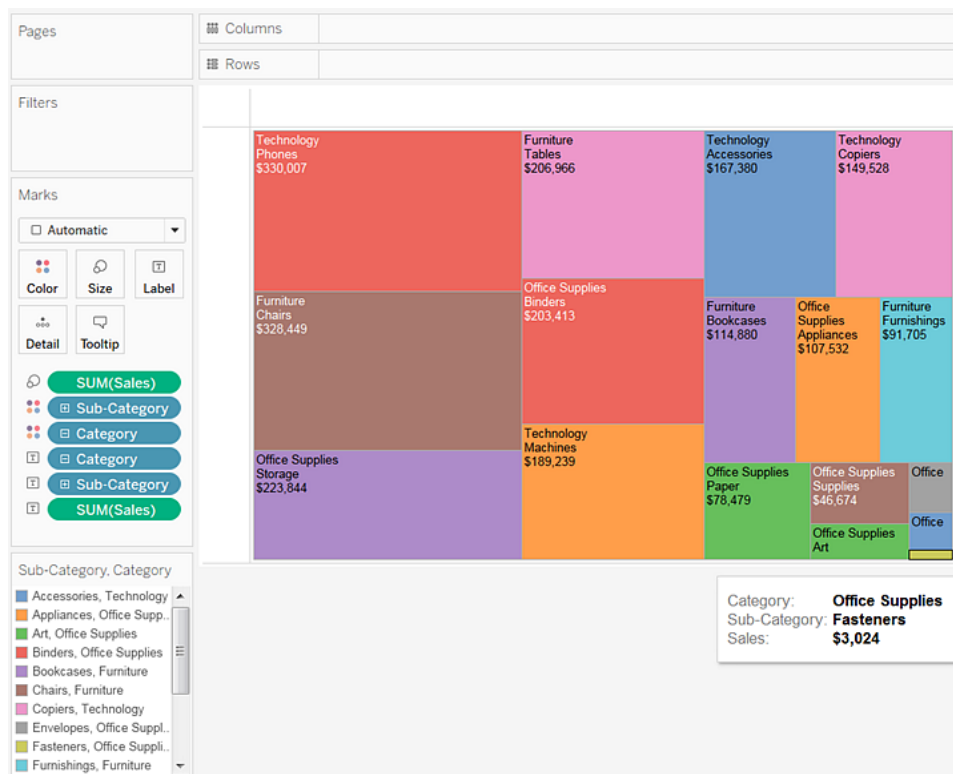 Pages
Columns
Rows
Filters
Marks
Automatic
Color
Size
Label
Detail
Tooltip
SUM(Sales)
Sub-Category
Category
Category
Sub-Category
SUM(Sales)
Sub-Category, Category
Accessories, Technology
Appliances, Office Supp..
Art, Office Supplies
Binders, Office Supplies
Bookcases, Furniture
Chairs, Furniture
Copiers, Technology
Envelopes, Office Suppl..
Fasteners, Office Suppli..
Furnishings, Furniture
Technology
Phones
$330,007
Furniture
Chairs
$328,449
Office Supplies
Storage
$223,844
Furniture
Tables
$206,966
Office Supplies
Binders
$203,413
Technology
Machines
$189,239
Technology
Accessories
$167,380
Technology
Copiers
$149,528
Furniture
Bookcases
$114,880
Office
Supplies
Appliances
$107,532
Furniture
Furnishings
$91,705
Office Supplies
Paper
$78,479
Office Supplies
Supplies
$46,674
Office Supplies
Art
Office
Office
Category: Office Supplies
Sub-Category: Fasteners
Sales: $3,024